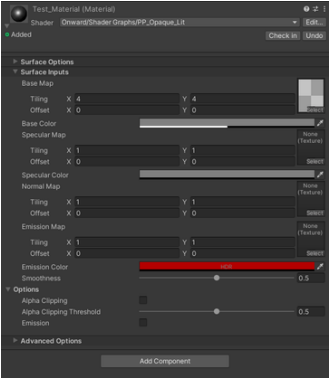 Test_Material (Material)
Shader Onward/Shader Graphs/PP_Opaque_Lit Edit...
Added Check in Undo
Surface Options
Surface Inputs
Base Map
Tiling X 4 Y 4
Offset X 0 Y 0 Select
Base Color
Specular Map None (Texture)
Tiling X 1 Y 1
Offset X 0 Y 0 Select
Specular Color
Normal Map None (Texture)
Tiling X 1 Y 1
Offset X 0 Y 0 Select
Emission Map None (Texture)
Tiling X 1 Y 1
Offset X 0 Y 0 Select
Emission Color HDR
Smoothness 0.5
Options
Alpha Clipping
Alpha Clipping Threshold 0.5
Emission
Advanced Options
Add Component